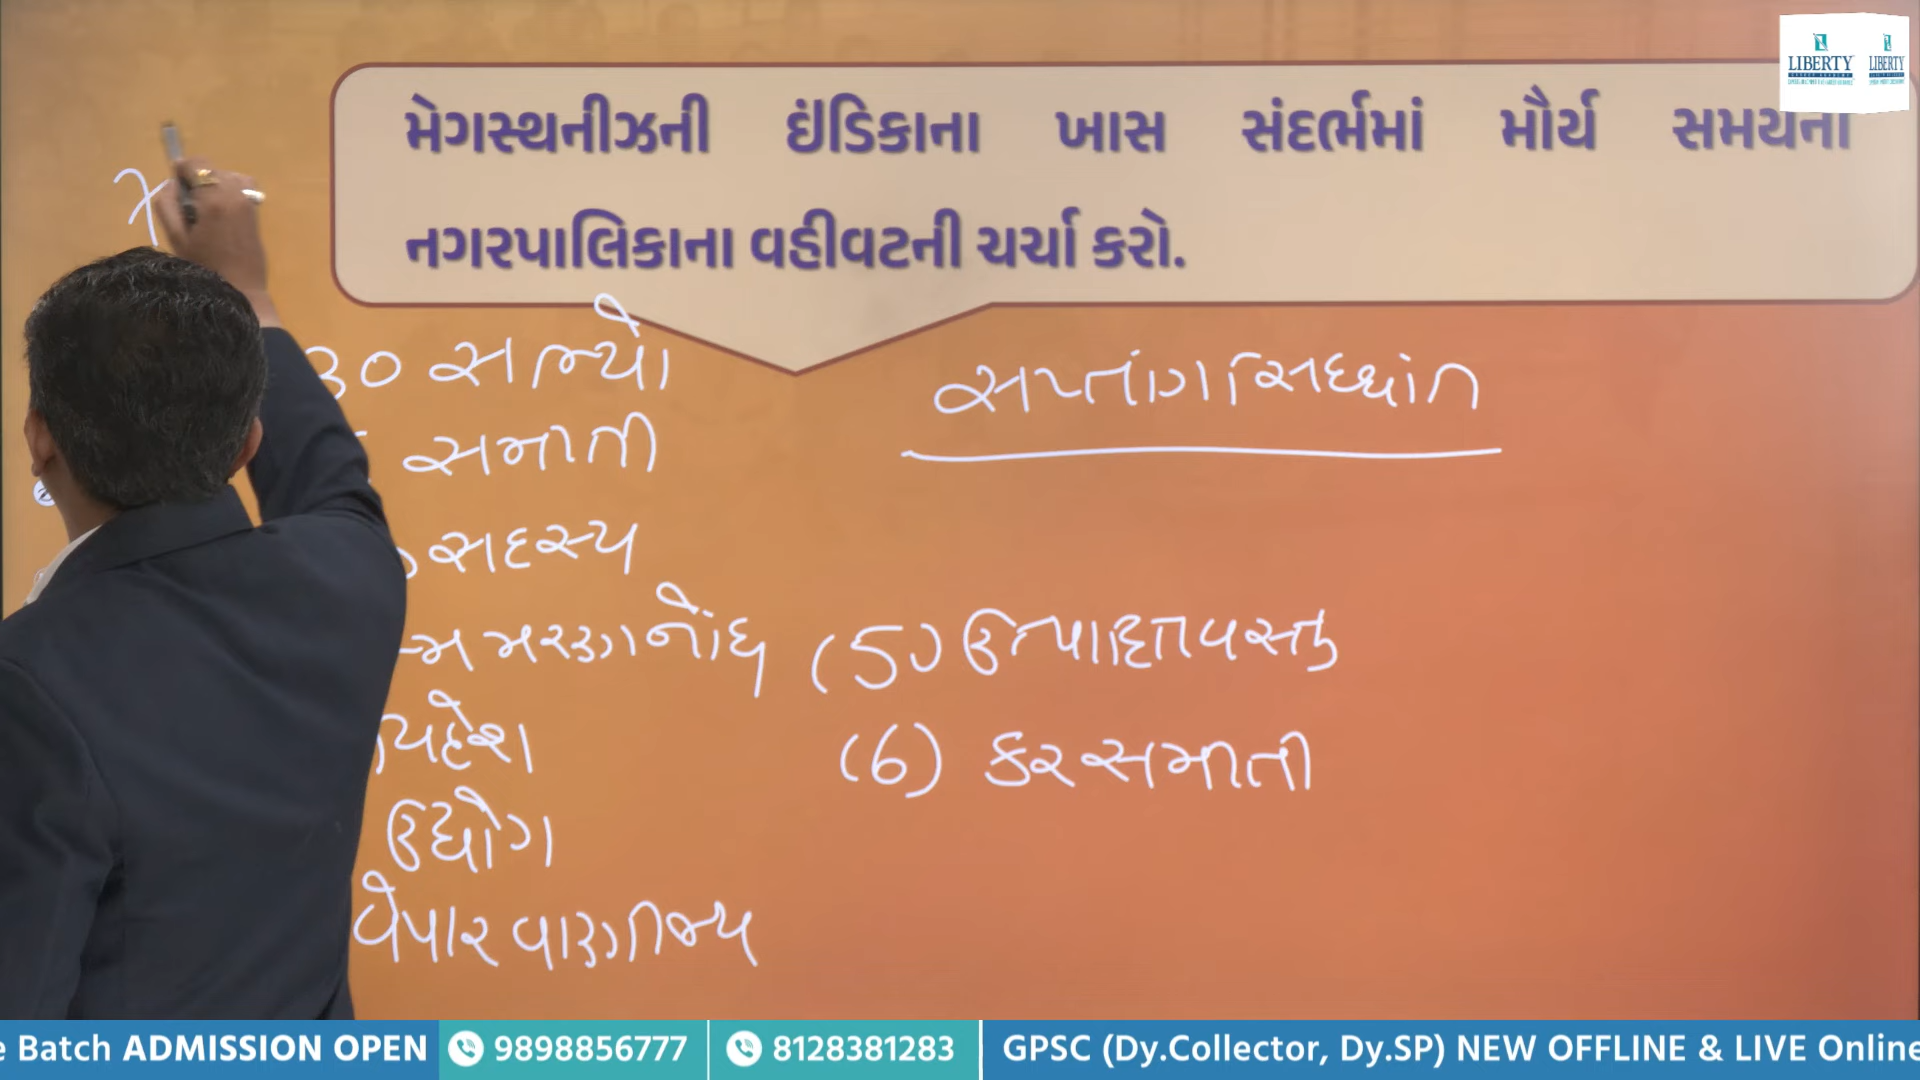 LIBERTY LIBERTY
મેગસ્થનીઝની ઇંડિકાના ખાસ સંદર્ભમાં મૌર્ય સમયના
નગરપાલિકાના વહીવટની ચર્ચા કરો.
30 સભ્યો
સપ્તાંગ સિધ્ધાંત
સમિતી
સદસ્ય
મરણ નોંધ
(5) ઉત્પાદિત વસ્તુ
(6) કર સમિતી
ઉદ્યોગ
વેપાર વાણીજ્ય
e Batch ADMISSION OPEN 9898856777 8128381283 GPSC (Dy.Collector, Dy.SP) NEW OFFLINE & LIVE Online